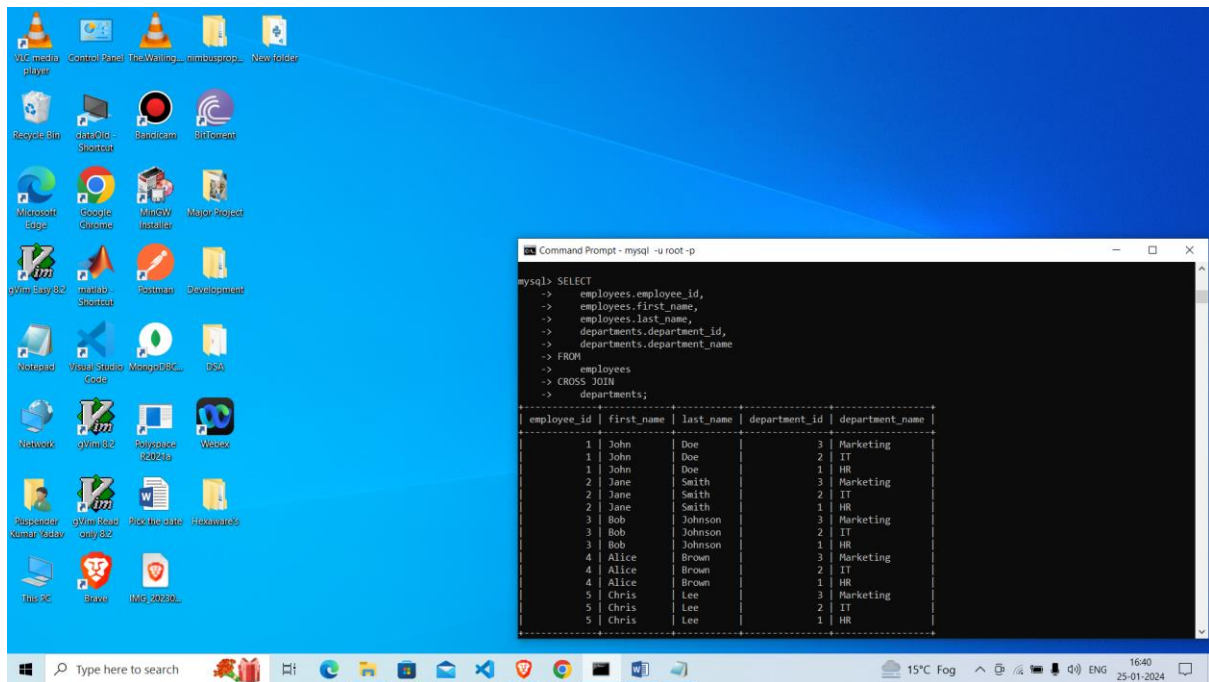 VLC media player
Control Panel
The.Wailing,...
nimbusprop...
New folder
Recycle Bin
dataOld - Shortcut
Bandicam
BitTorrent
Microsoft Edge
Google Chrome
MinGW Installer
Major Project
gVim Easy 8.2
matlab - Shortcut
Postman
Development
Notepad
Visual Studio Code
MongoDBC...
DSA
Network
gVim 8.2
Polyspace R2021a
Webex
Puspender Kumar Yadav
gVim Read only 8.2
Pick the date
Hexaware's
This PC
Brave
IMG_20230...
Command Prompt - mysql  -u root -p
mysql> SELECT
    ->     employees.employee_id,
    ->     employees.first_name,
    ->     employees.last_name,
    ->     departments.department_id,
    ->     departments.department_name
    -> FROM
    ->     employees
    -> CROSS JOIN
    ->     departments;
+-------------+------------+-----------+---------------+-----------------+
| employee_id | first_name | last_name | department_id | department_name |
+-------------+------------+-----------+---------------+-----------------+
|           1 | John       | Doe       |             3 | Marketing       |
|           1 | John       | Doe       |             2 | IT              |
|           1 | John       | Doe       |             1 | HR              |
|           2 | Jane       | Smith     |             3 | Marketing       |
|           2 | Jane       | Smith     |             2 | IT              |
|           2 | Jane       | Smith     |             1 | HR              |
|           3 | Bob        | Johnson   |             3 | Marketing       |
|           3 | Bob        | Johnson   |             2 | IT              |
|           3 | Bob        | Johnson   |             1 | HR              |
|           4 | Alice      | Brown     |             3 | Marketing       |
|           4 | Alice      | Brown     |             2 | IT              |
|           4 | Alice      | Brown     |             1 | HR              |
|           5 | Chris      | Lee       |             3 | Marketing       |
|           5 | Chris      | Lee       |             2 | IT              |
|           5 | Chris      | Lee       |             1 | HR              |
+-------------+------------+-----------+---------------+-----------------+
Type here to search
15°C Fog
ENG
16:40
25-01-2024